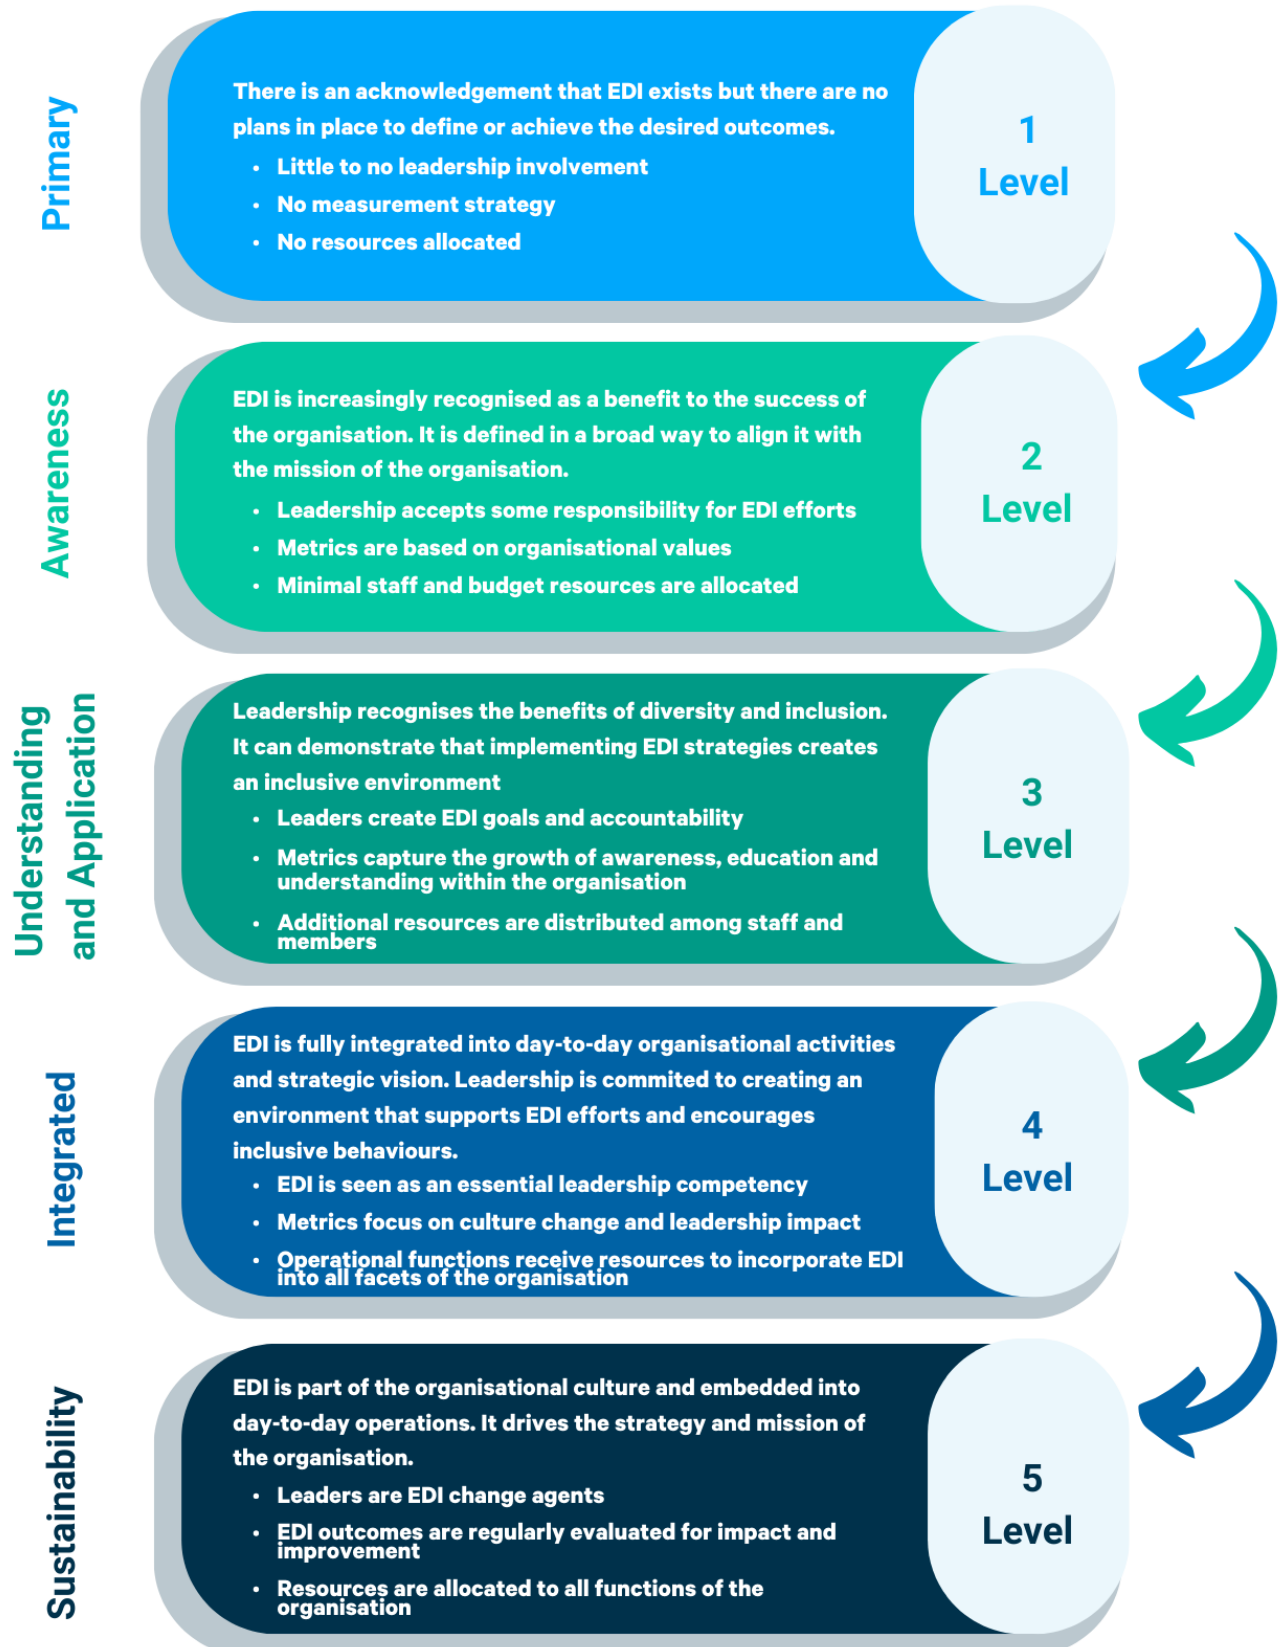 Primary
There is an acknowledgement that EDI exists but there are no
plans in place to define or achieve the desired outcomes.
• Little to no leadership involvement
• No measurement strategy
• No resources allocated
1
Level
Awareness
EDI is increasingly recognised as a benefit to the success of
the organisation. It is defined in a broad way to align it with
the mission of the organisation.
• Leadership accepts some responsibility for EDI efforts
• Metrics are based on organisational values
• Minimal staff and budget resources are allocated
2
Level
Understanding
and Application
Leadership recognises the benefits of diversity and inclusion.
It can demonstrate that implementing EDI strategies creates
an inclusive environment
• Leaders create EDI goals and accountability
• Metrics capture the growth of awareness, education and
understanding within the organisation
• Additional resources are distributed among staff and
members
3
Level
Integrated
EDI is fully integrated into day-to-day organisational activities
and strategic vision. Leadership is commited to creating an
environment that supports EDI efforts and encourages
inclusive behaviours.
• EDI is seen as an essential leadership competency
• Metrics focus on culture change and leadership impact
• Operational functions receive resources to incorporate EDI
into all facets of the organisation
4
Level
Sustainability
EDI is part of the organisational culture and embedded into
day-to-day operations. It drives the strategy and mission of
the organisation.
• Leaders are EDI change agents
• EDI outcomes are regularly evaluated for impact and
improvement
• Resources are allocated to all functions of the
organisation
5
Level